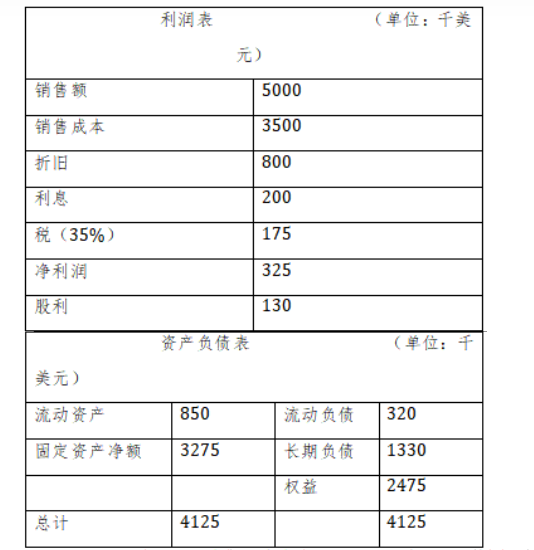 利润表 （单位：千美
元）
销售额 5000
销售成本 3500
折旧 800
利息 200
税（35%） 175
净利润 325
股利 130
资产负债表 （单位：千
美元）
流动资产 850 流动负债 320
固定资产净额 3275 长期负债 1330
权益 2475
总计 4125 4125